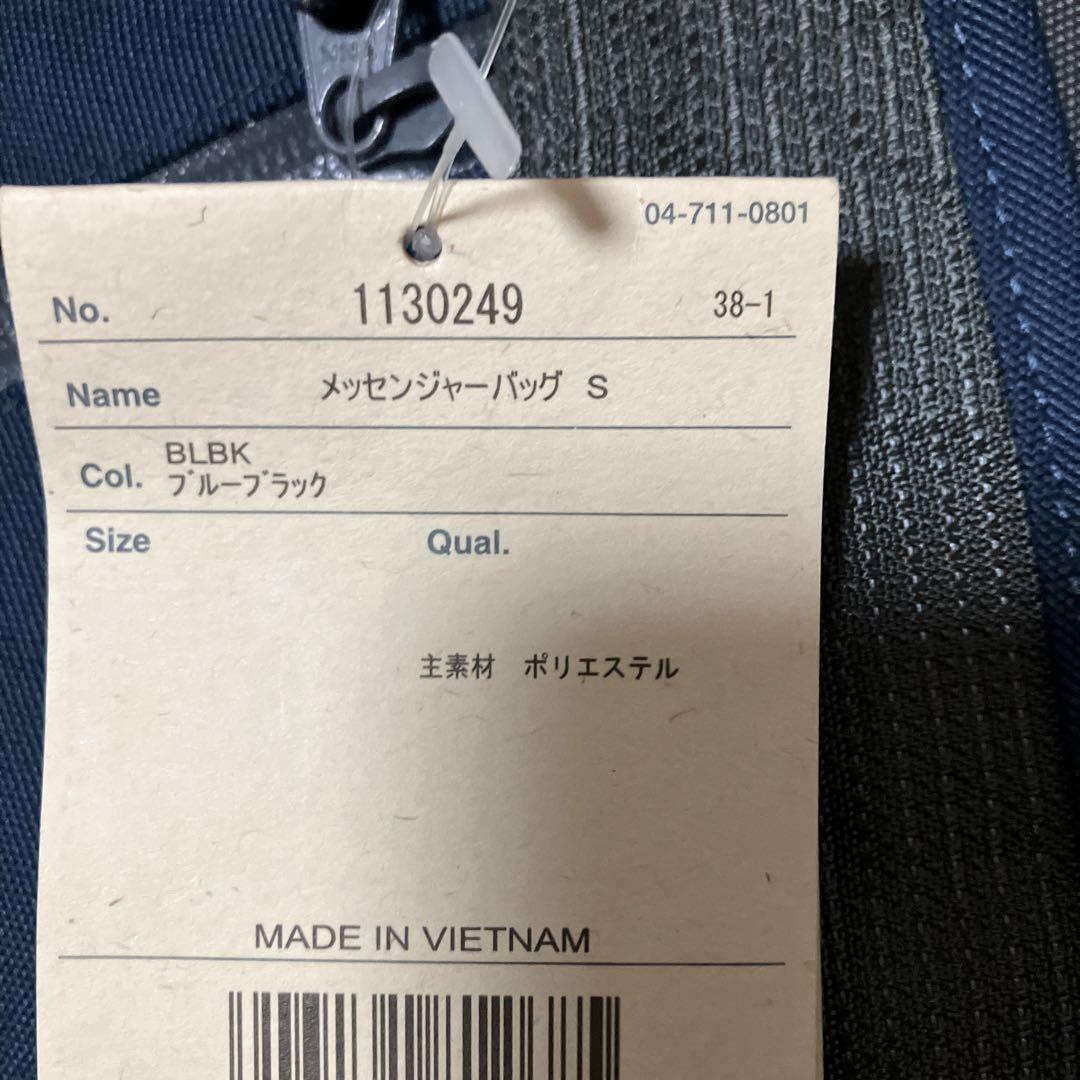 04-711-0801
No. 1130249 38-1
Name メッセンジャーバッグ S
BLBK
Col. ブルーブラック
Size Qual.
主素材 ポリエステル
MADE IN VIETNAM